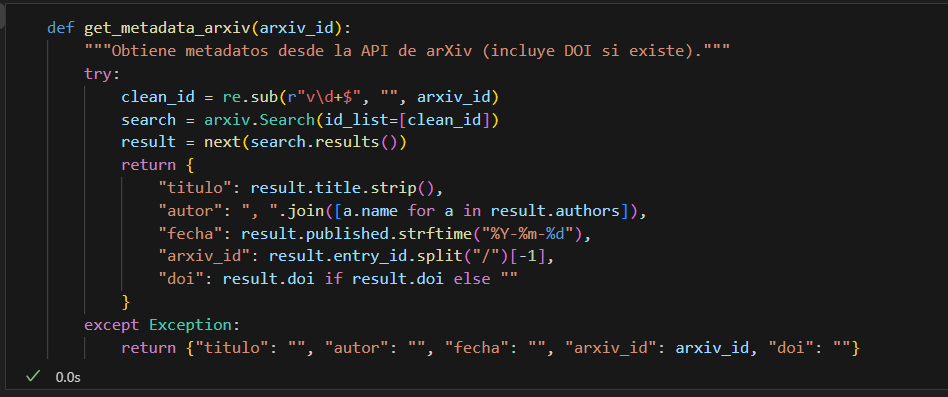 def get_metadata_arxiv(arxiv_id):
    """Obtiene metadatos desde la API de arXiv (incluye DOI si existe)."""
    try:
        clean_id = re.sub(r"v\d+$", "", arxiv_id)
        search = arxiv.Search(id_list=[clean_id])
        result = next(search.results())
        return {
            "titulo": result.title.strip(),
            "autor": ", ".join([a.name for a in result.authors]),
            "fecha": result.published.strftime("%Y-%m-%d"),
            "arxiv_id": result.entry_id.split("/")[-1],
            "doi": result.doi if result.doi else ""
        }
    except Exception:
        return {"titulo": "", "autor": "", "fecha": "", "arxiv_id": arxiv_id, "doi": ""}
0.0s